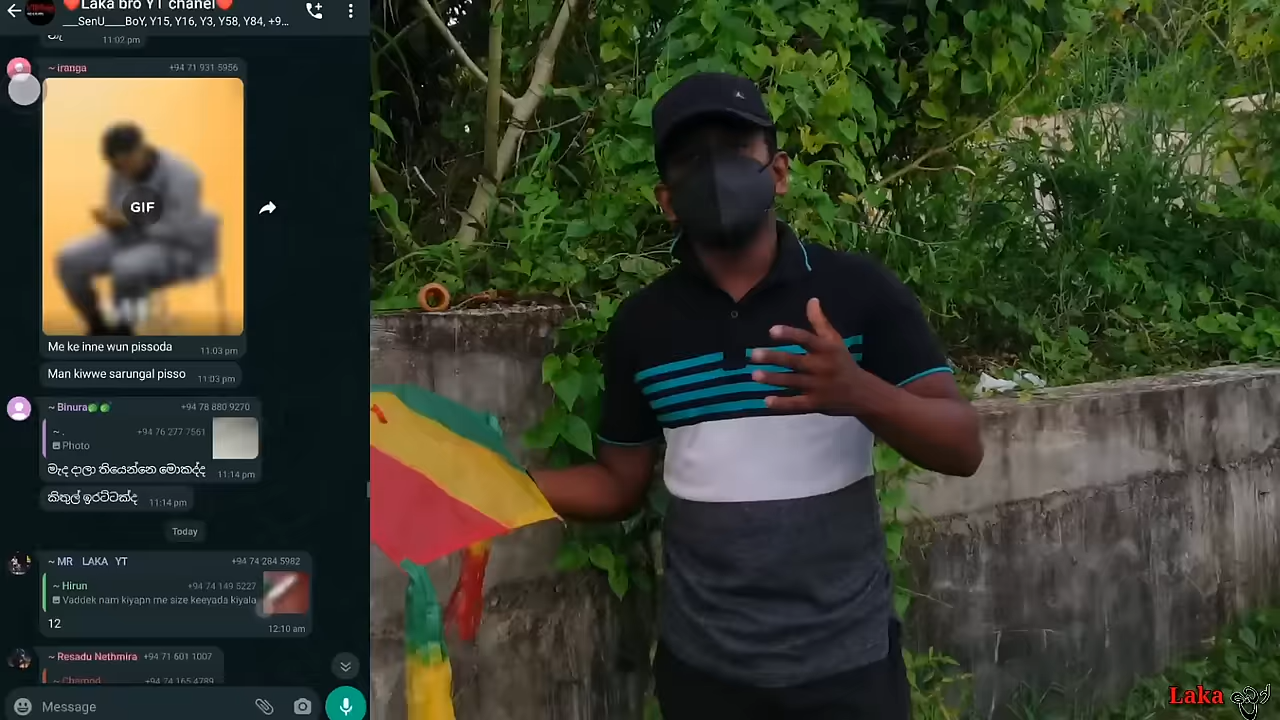 ❤️Laka bro YT chanel❤️
___SenU____BoY, Y15, Y16, Y3, Y58, Y84, +9...
11:02 pm
~ iranga +94 71 931 5956
GIF
Me ke inne wun pissoda 11:03 pm
Man kiwwe sarungal pisso 11:03 pm
~ Binura🍏🍏 +94 78 880 9270
~ . +94 76 277 7561
Photo
මැද දාලා තියෙන්නෙ මොකද්ද 11:14 pm
කිතුල් ඉරට්ටක්ද 11:14 pm
Today
~ MR LAKA YT +94 74 284 5982
~ Hirun +94 74 149 5227
Vaddek nam kiyapn me size keeyada kiyala
12
12:10 am
~ Resadu Nethmira +94 71 601 1007
~ Chamod +94 74 165 4789
Message
Laka බ්‍රෝ